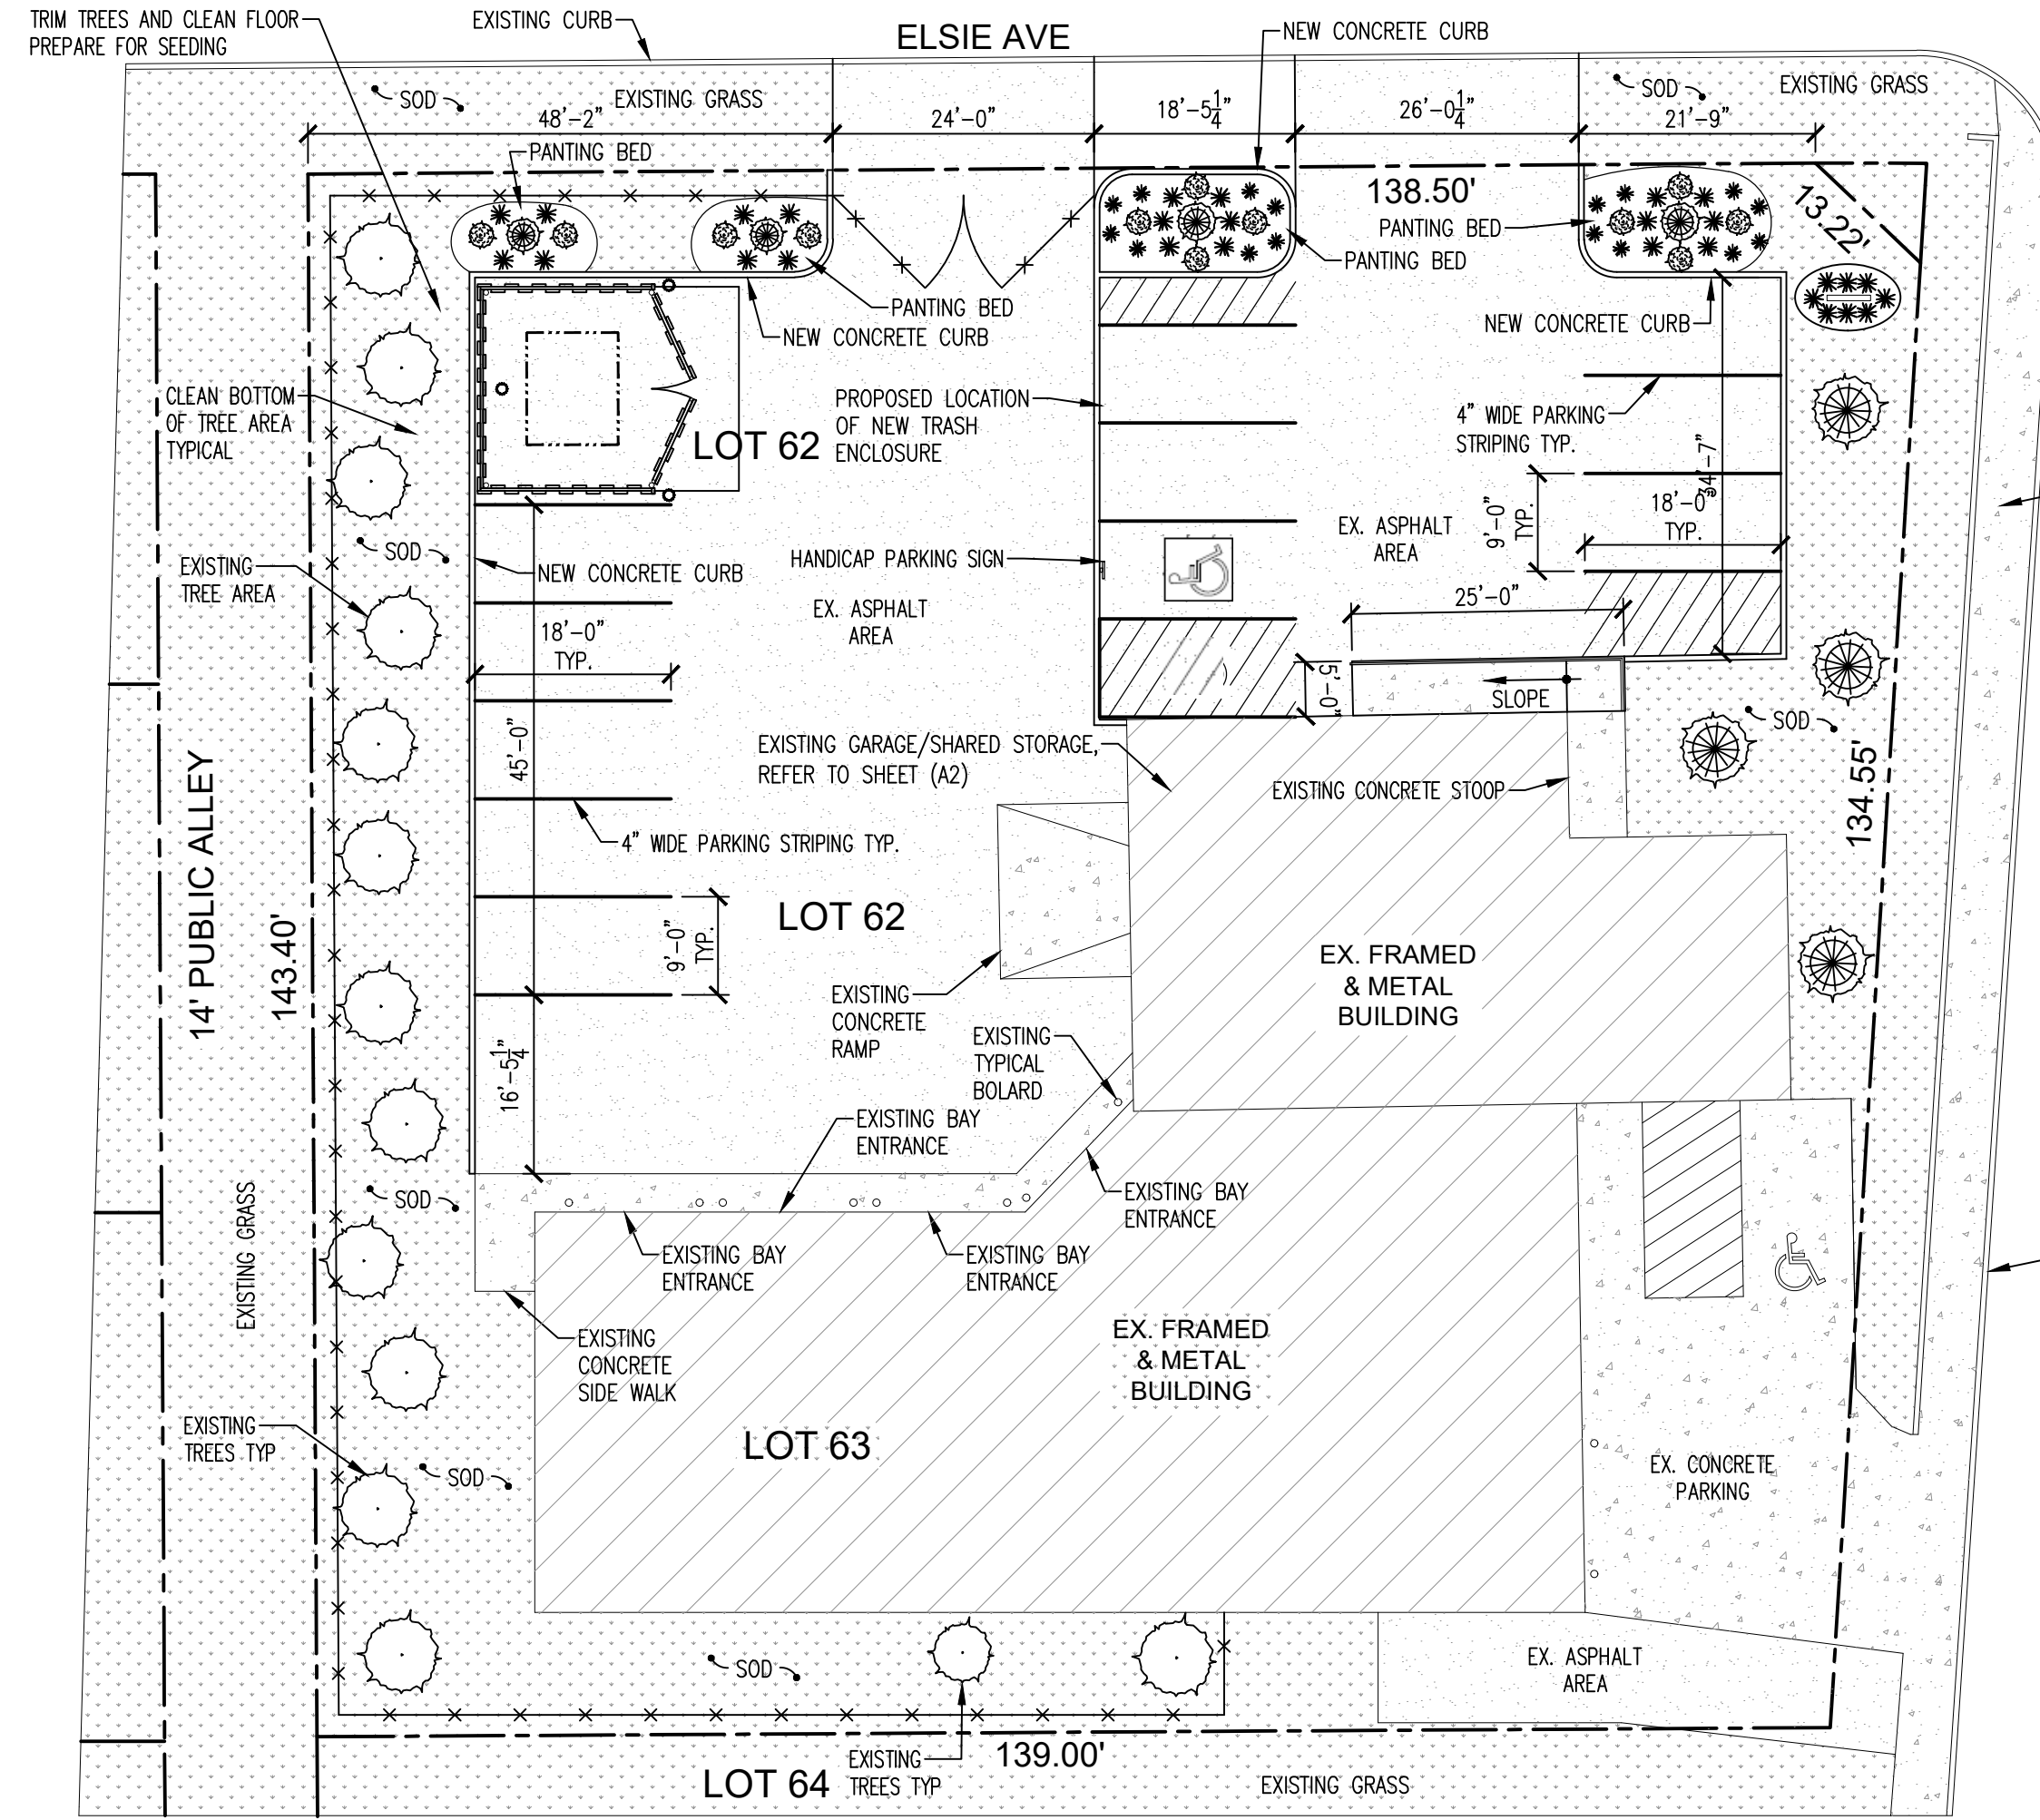 TRIM TREES AND CLEAN FLOOR
PREPARE FOR SEEDING
EXISTING CURB
ELSIE AVE
NEW CONCRETE CURB
SOD
EXISTING GRASS
SOD
EXISTING GRASS
48'-2"
24'-0"
18'-5 1/4"
26'-0 1/4"
21'-9"
PANTING BED
138.50'
13.22'
PANTING BED
PANTING BED
PANTING BED
NEW CONCRETE CURB
NEW CONCRETE CURB
CLEAN BOTTOM
OF TREE AREA
TYPICAL
LOT 62
PROPOSED LOCATION
OF NEW TRASH
ENCLOSURE
4" WIDE PARKING
STRIPING TYP.
34'-7"
18'-0"
TYP.
9'-0"
TYP.
EX. ASPHALT
AREA
SOD
EXISTING
TREE AREA
NEW CONCRETE CURB
HANDICAP PARKING SIGN
EX. ASPHALT
AREA
25'-0"
18'-0"
TYP.
5'-0"
SLOPE
SOD
45'-0"
EXISTING GARAGE/SHARED STORAGE,
REFER TO SHEET (A2)
EXISTING CONCRETE STOOP
134.55'
14' PUBLIC ALLEY
143.40'
4" WIDE PARKING STRIPING TYP.
LOT 62
9'-0"
TYP.
EX. FRAMED
& METAL
BUILDING
EXISTING
CONCRETE
RAMP
EXISTING
TYPICAL
BOLARD
16'-5 1/4"
EXISTING BAY
ENTRANCE
SOD
EXISTING GRASS
EXISTING BAY
ENTRANCE
EXISTING BAY
ENTRANCE
EXISTING BAY
ENTRANCE
EXISTING
CONCRETE
SIDE WALK
EX. FRAMED
& METAL
BUILDING
EXISTING
TREES TYP
LOT 63
SOD
EX. CONCRETE
PARKING
SOD
EX. ASPHALT
AREA
LOT 64
EXISTING
TREES TYP
139.00'
EXISTING GRASS